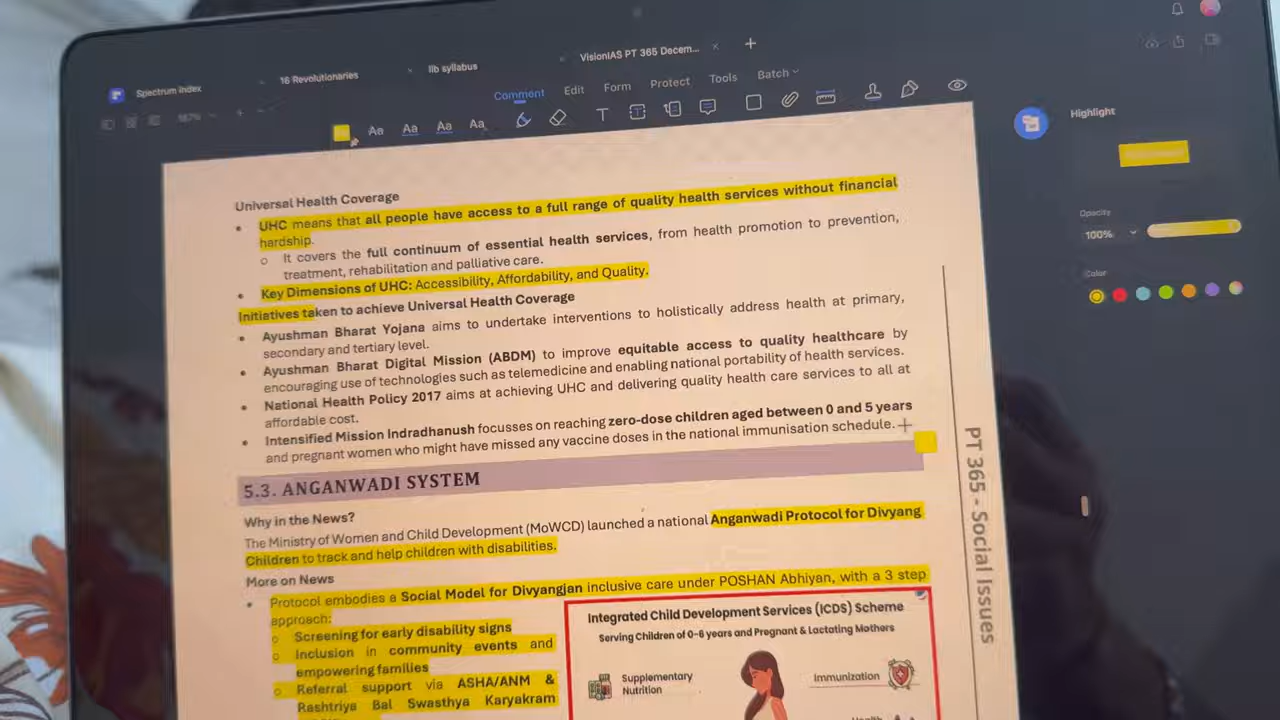 Spectrum index
16 Revolutionaries
IIb syllabus
VisionIAS PT 365 Decem...
Comment Edit Form Protect Tools Batch
187%
Aa Aa Aa Aa
Highlight
Opacity
100%
Color
Universal Health Coverage
• UHC means that all people have access to a full range of quality health services without financial
hardship.
○ It covers the full continuum of essential health services, from health promotion to prevention,
treatment, rehabilitation and palliative care.
• Key Dimensions of UHC: Accessibility, Affordability, and Quality.
Initiatives taken to achieve Universal Health Coverage
• Ayushman Bharat Yojana aims to undertake interventions to holistically address health at primary,
secondary and tertiary level.
• Ayushman Bharat Digital Mission (ABDM) to improve equitable access to quality healthcare by
encouraging use of technologies such as telemedicine and enabling national portability of health services.
• National Health Policy 2017 aims at achieving UHC and delivering quality health care services to all at
affordable cost.
• Intensified Mission Indradhanush focusses on reaching zero-dose children aged between 0 and 5 years
and pregnant women who might have missed any vaccine doses in the national immunisation schedule.
5.3. ANGANWADI SYSTEM
Why in the News?
The Ministry of Women and Child Development (MoWCD) launched a national Anganwadi Protocol for Divyang
Children to track and help children with disabilities.
More on News
• Protocol embodies a Social Model for Divyangjan inclusive care under POSHAN Abhiyan, with a 3 step
approach:
○ Screening for early disability signs
○ Inclusion in community events and
empowering families
○ Referral support via ASHA/ANM &
Rashtriya Bal Swasthya Karyakram
Integrated Child Development Services (ICDS) Scheme
Serving Children of 0-6 years and Pregnant & Lactating Mothers
Supplementary
Nutrition
Immunization
PT 365 - Social Issues